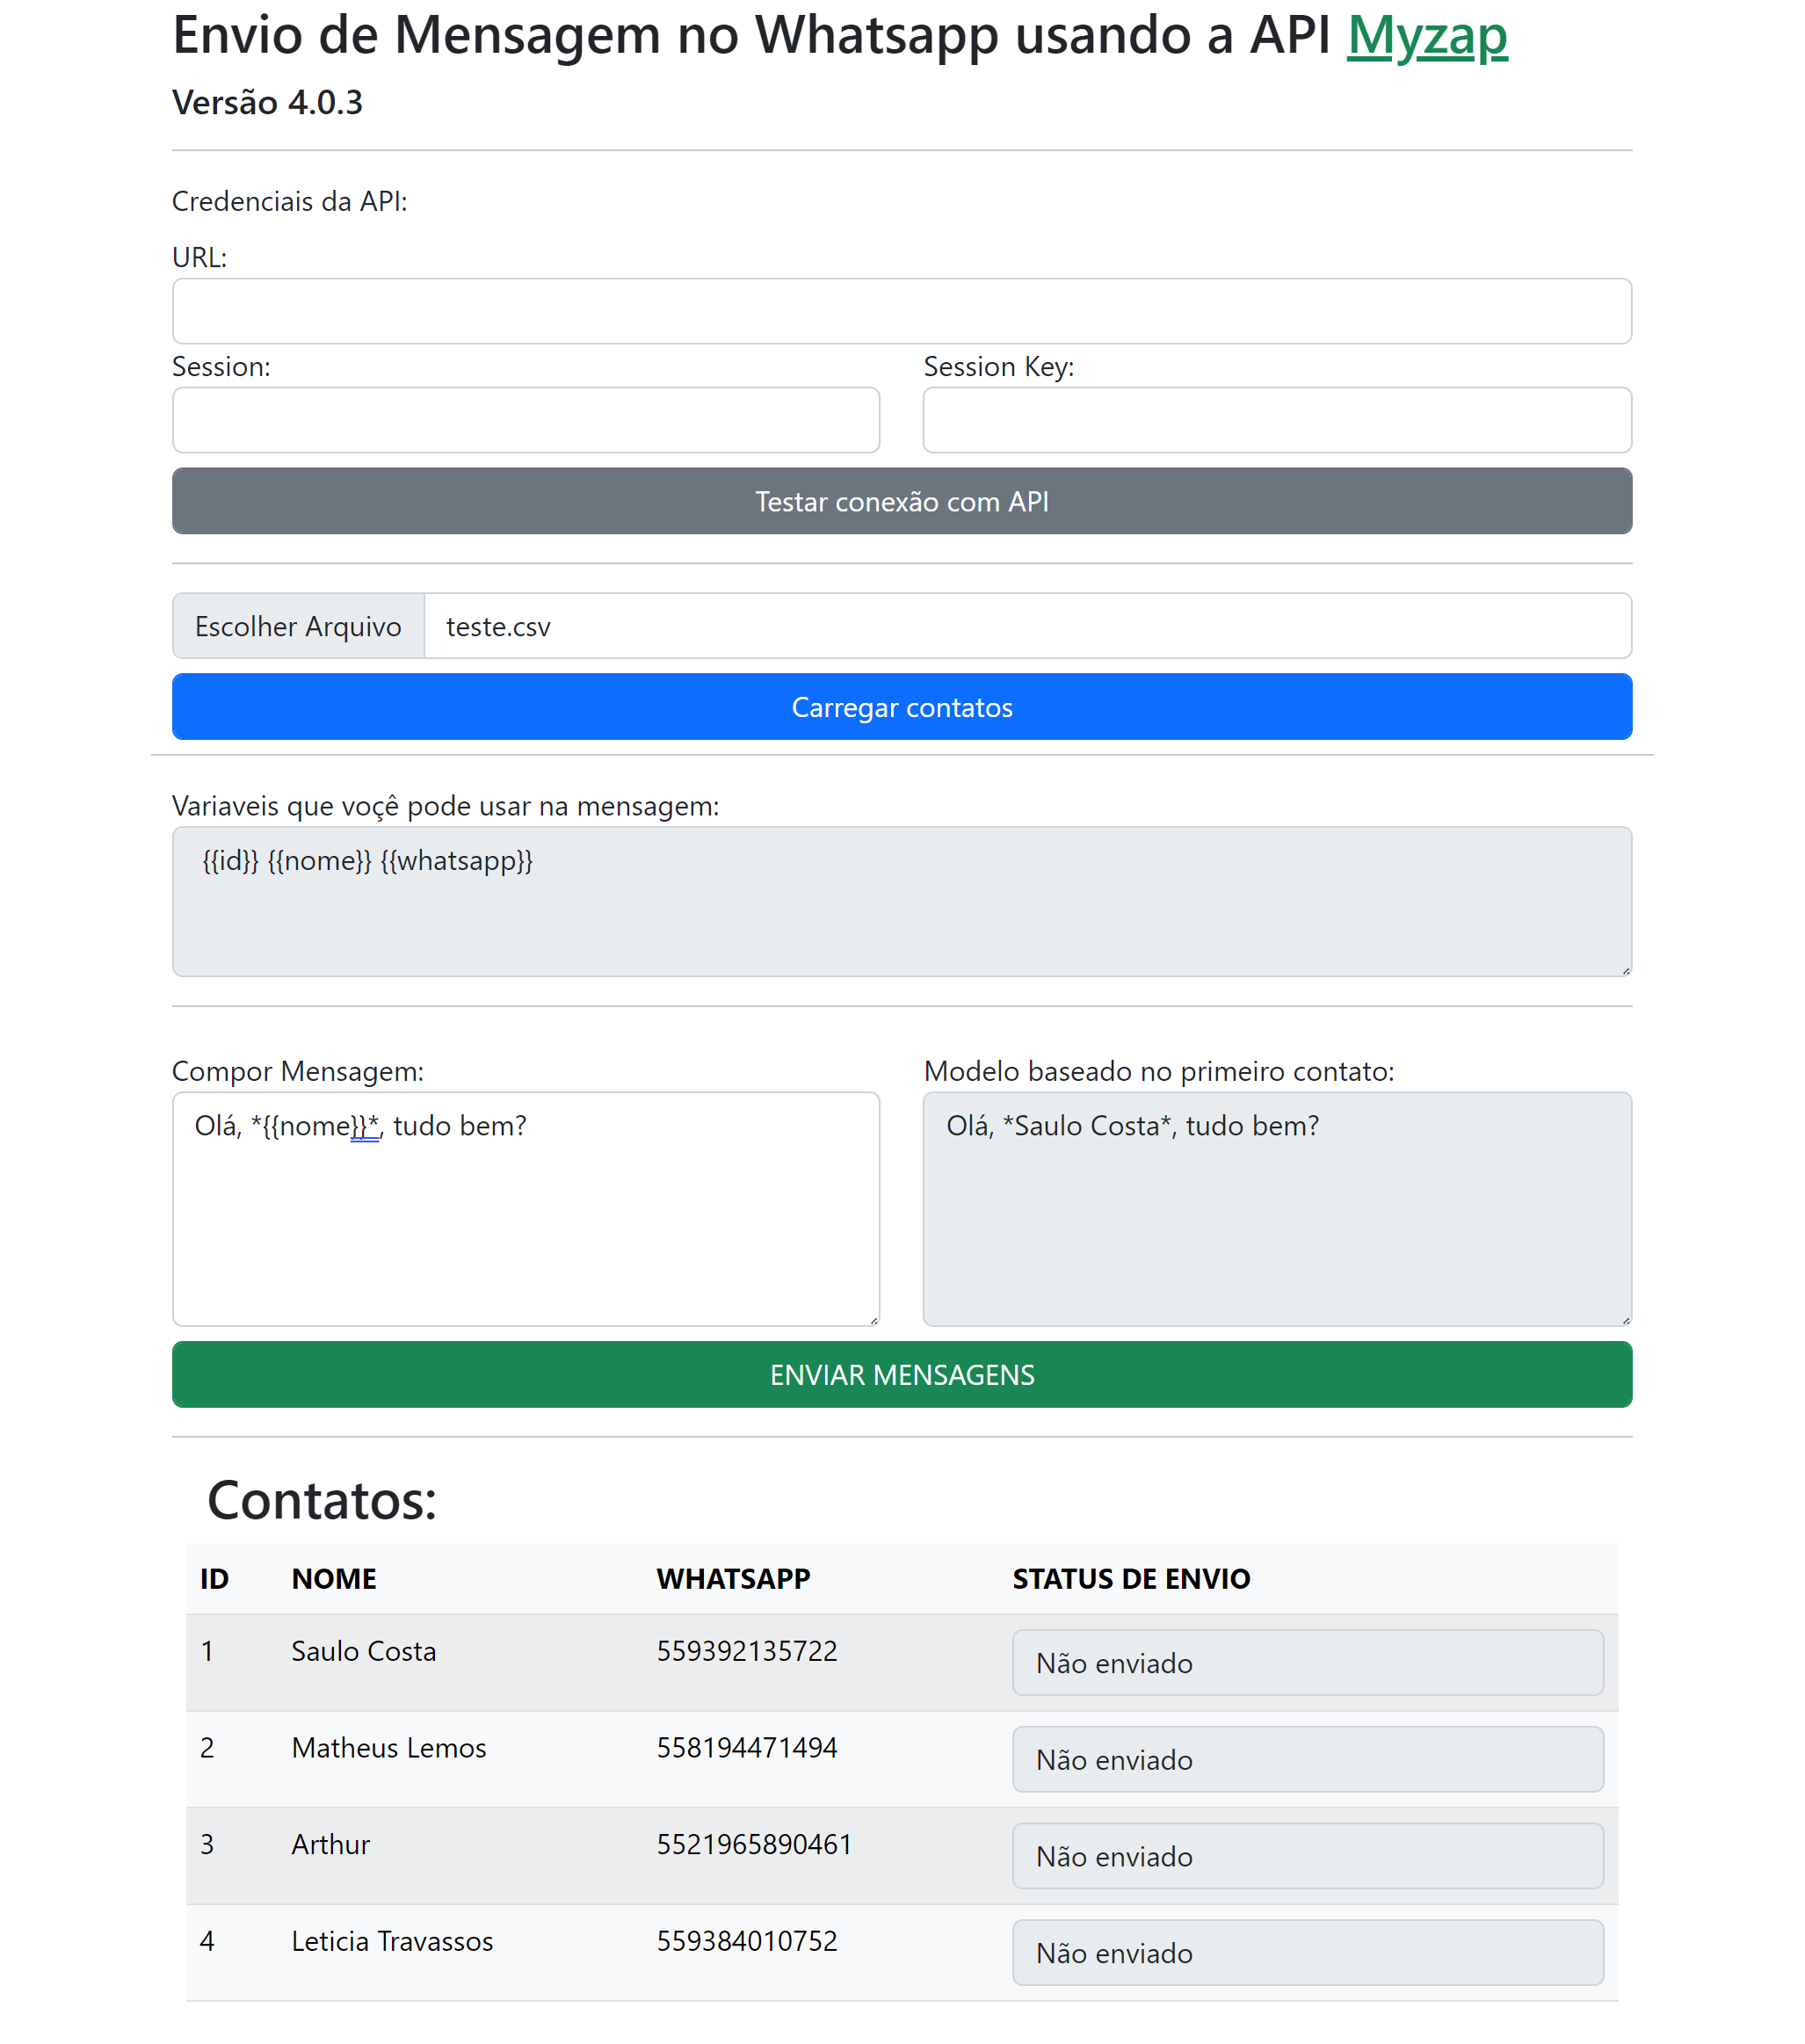 Envio de Mensagem no Whatsapp usando a API Myzap
Versão 4.0.3
Credenciais da API:
URL:
Session: Session Key:
Testar conexão com API
Escolher Arquivo teste.csv
Carregar contatos
Variaveis que voçê pode usar na mensagem:
{{id}} {{nome}} {{whatsapp}}
Compor Mensagem: Modelo baseado no primeiro contato:
Olá, *{{nome}}*, tudo bem? Olá, *Saulo Costa*, tudo bem?
ENVIAR MENSAGENS
Contatos:
ID NOME WHATSAPP STATUS DE ENVIO
1 Saulo Costa 559392135722 Não enviado
2 Matheus Lemos 558194471494 Não enviado
3 Arthur 5521965890461 Não enviado
4 Leticia Travassos 559384010752 Não enviado